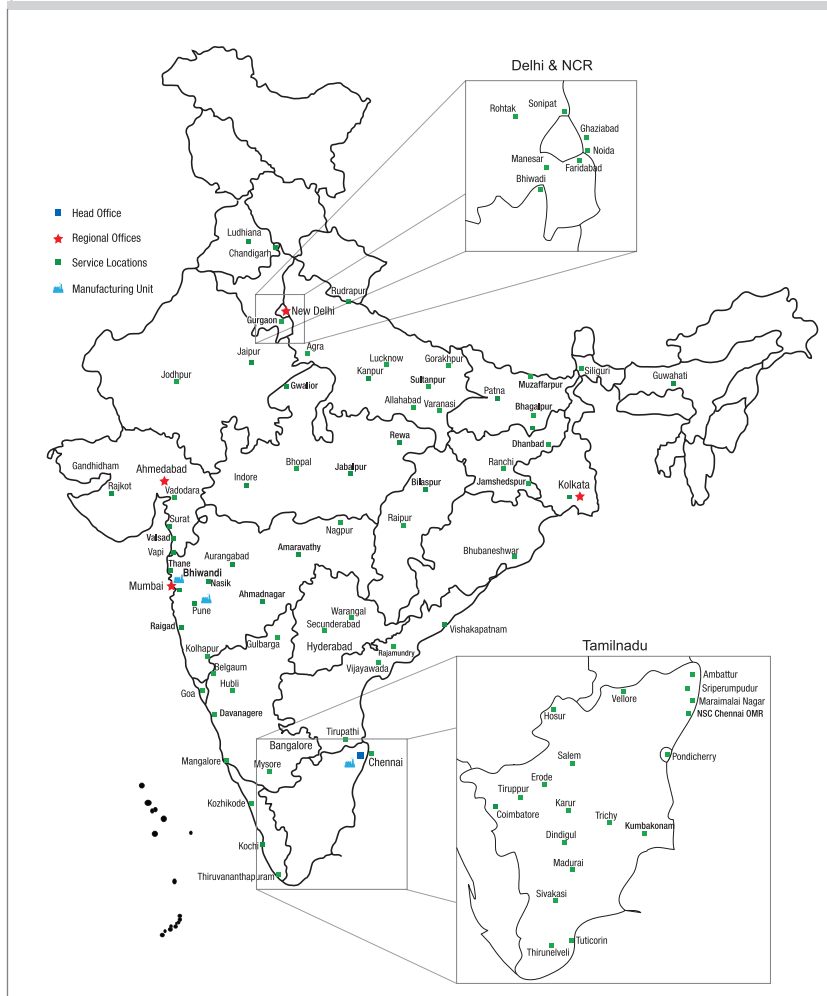 Delhi & NCR
Sonipat
Rohtak
Ghaziabad
Noida
Manesar
Faridabad
Bhiwadi
Head Office
Regional Offices
Service Locations
Manufacturing Unit
Ludhiana
Chandigarh
Rudrapur
New Delhi
Gurgaon
Agra
Jaipur
Lucknow
Gorakhpur
Kanpur
Sultanpur
Jodhpur
Gwalior
Allahabad
Varanasi
Patna
Muzaffarpur
Siliguri
Guwahati
Bhagalpur
Rewa
Dhanbad
Gandhidham
Ahmedabad
Rajkot
Vadodara
Indore
Bhopal
Jabalpur
Bilaspur
Ranchi
Jamshedspur
Kolkata
Surat
Valsad
Vapi
Nagpur
Raipur
Aurangabad
Amaravathy
Bhubaneshwar
Thane
Bhiwandi
Mumbai
Nasik
Pune
Ahmadnagar
Raigad
Warangal
Secunderabad
Hyderabad
Gulbarga
Kolhapur
Vishakapatnam
Rajamundry
Vijayawada
Belgaum
Hubli
Goa
Davanagere
Tirupathi
Bangalore
Mangalore
Mysore
Chennai
Kozhikode
Kochi
Thiruvananthapuram
Tamilnadu
Ambattur
Sriperumpudur
Vellore
Maraimalai Nagar
NSC Chennai OMR
Hosur
Pondicherry
Salem
Erode
Tiruppur
Coimbatore
Karur
Trichy
Kumbakonam
Dindigul
Madurai
Sivakasi
Tuticorin
Thirunelveli